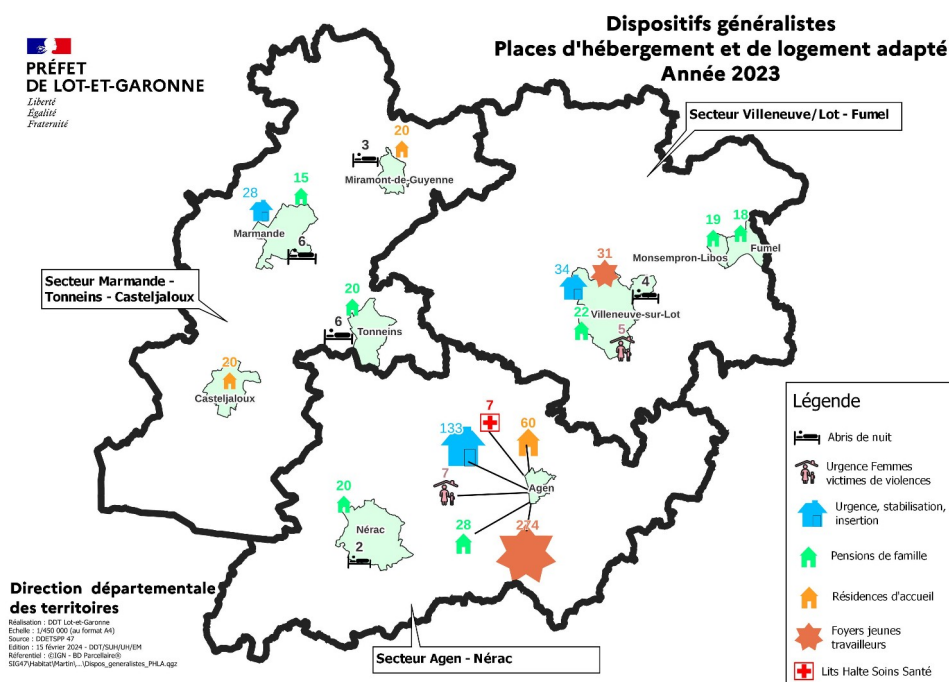 Dispositifs généralistes
Places d'hébergement et de logement adapté
Année 2023
PRÉFET
DE LOT-ET-GARONNE
Liberté
Égalité
Fraternité
Secteur Villeneuve/Lot - Fumel
20
3
Miramont-de-Guyenne
15
28
Marmande
6
19
18
Fumel
Monsempron-Libos
31
34
4
Villeneuve-sur-Lot
22
5
Secteur Marmande -
Tonneins - Casteljaloux
20
6
Tonneins
20
Casteljaloux
7
133
60
7
Agen
28
274
20
Nérac
2
Légende
Abris de nuit
Urgence Femmes
victimes de violences
Urgence, stabilisation,
insertion
Pensions de famille
Résidences d'accueil
Foyers jeunes
travailleurs
Lits Halte Soins Santé
Secteur Agen - Nérac
Direction départementale
des territoires
Réalisation : DDT Lot-et-Garonne
Echelle : 1/450 000 (au format A4)
Source : DDETSPP 47
Edition : 15 février 2024 - DDT/SUH/UH/EM
Référentiel : ©IGN - BD Parcellaire®
SIG47\Habitat\Martin\...\Dispos_generalistes_PHLA.qgz